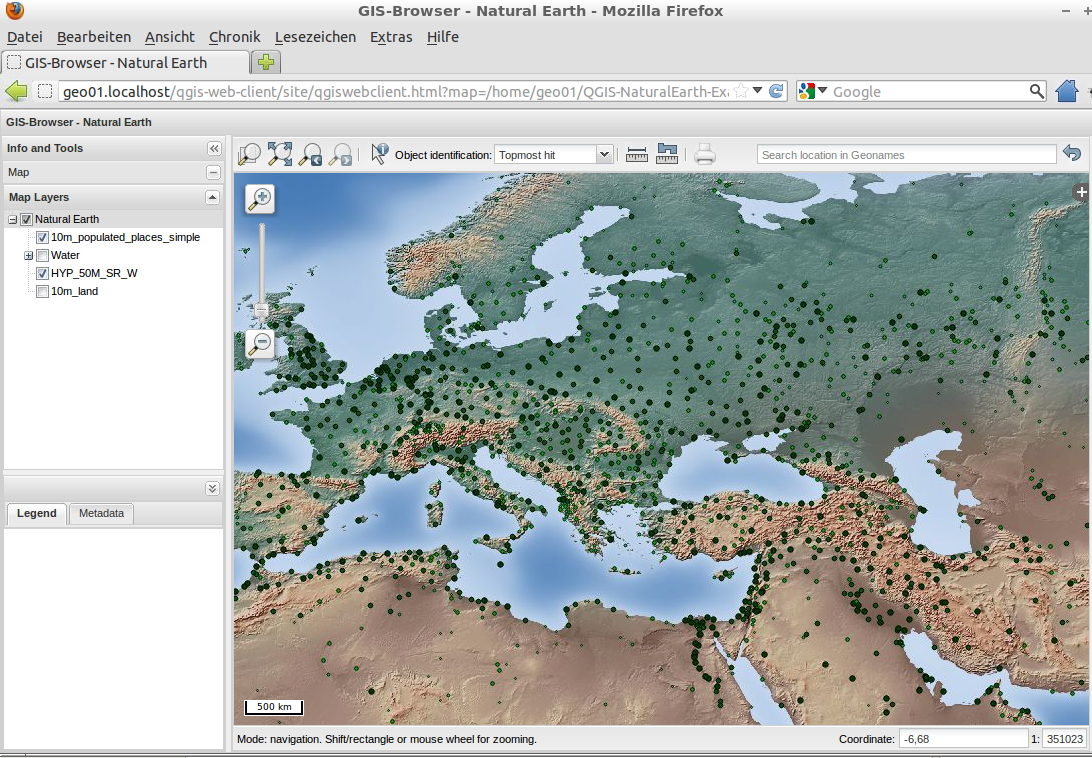 GIS-Browser - Natural Earth - Mozilla Firefox
Datei Bearbeiten Ansicht Chronik Lesezeichen Extras Hilfe
GIS-Browser - Natural Earth
geo01.localhost/qgis-web-client/site/qgiswebclient.html?map=/home/geo01/QGIS-NaturalEarth-Exa
Google
GIS-Browser - Natural Earth
Info and Tools
Object identification: Topmost hit
Search location in Geonames
Map
Map Layers
Natural Earth
10m_populated_places_simple
Water
HYP_50M_SR_W
10m_land
Legend
Metadata
500 km
Mode: navigation. Shift/rectangle or mouse wheel for zooming.
Coordinate: -6,68
1: 351023